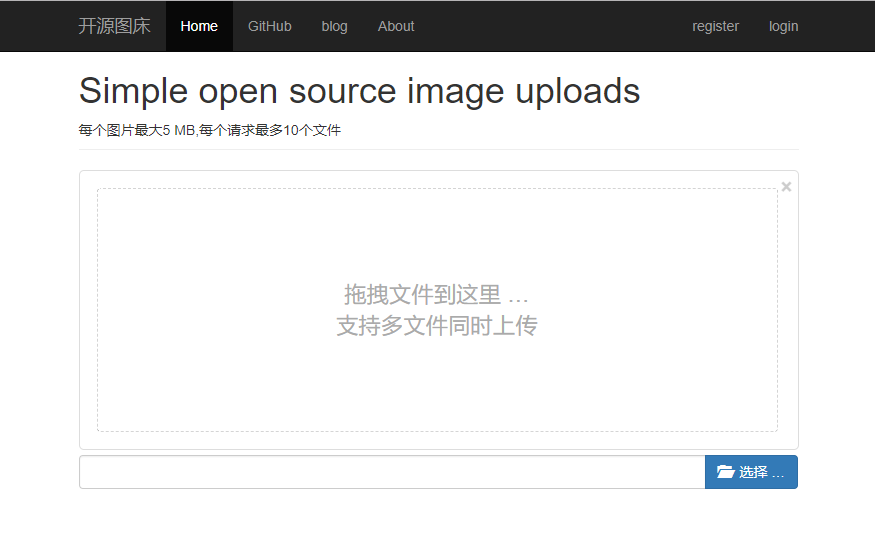 开源图床 Home GitHub blog About register login
Simple open source image uploads
每个图片最大5 MB,每个请求最多10个文件
×
拖拽文件到这里 …
支持多文件同时上传
选择 …